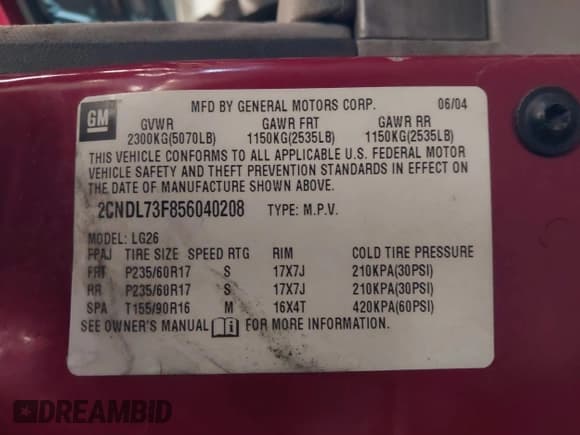 GM
MFD BY GENERAL MOTORS CORP. 06/04
GVWR GAWR FRT GAWR RR
2300KG(5070LB) 1150KG(2535LB) 1150KG(2535LB)
THIS VEHICLE CONFORMS TO ALL APPLICABLE U.S. FEDERAL MOTOR
VEHICLE SAFETY AND THEFT PREVENTION STANDARDS IN EFFECT ON
THE DATE OF MANUFACTURE SHOWN ABOVE.
2CNDL73F856040208 TYPE: M.P.V.
MODEL: LG26
FPAJ TIRE SIZE SPEED RTG RIM COLD TIRE PRESSURE
FRT P235/60R17 S 17X7J 210KPA(30PSI)
RR P235/60R17 S 17X7J 210KPA(30PSI)
SPA T155/90R16 M 16X4T 420KPA(60PSI)
SEE OWNER'S MANUAL FOR MORE INFORMATION.
DREAMBID